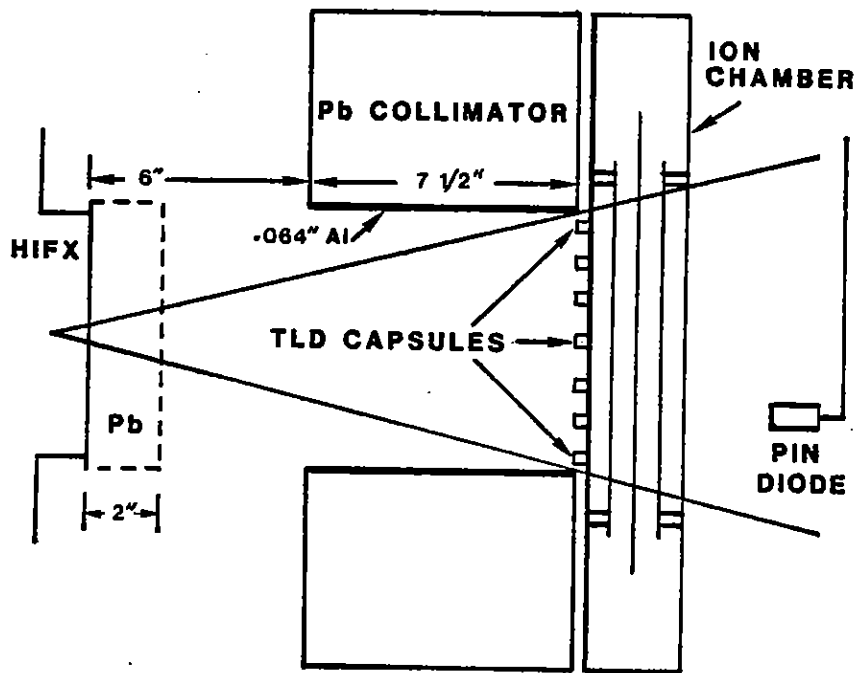 ION
CHAMBER
Pb COLLIMATOR
6"
7 1/2"
.064" Al
HIFX
TLD CAPSULES
Pb
PIN
DIODE
2"